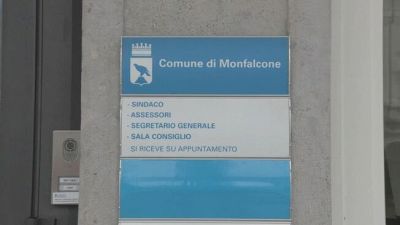 Comune di Monfalcone
- SINDACO
- ASSESSORI
- SEGRETARIO GENERALE
- SALA CONSIGLIO
SI RICEVE SU APPUNTAMENTO